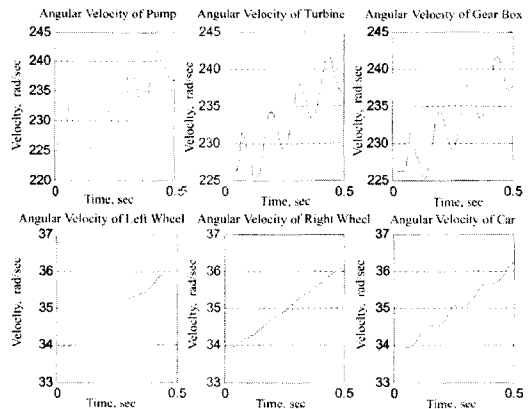 Angular Velocity of Pump
Angular Velocity of Turbine
Angular Velocity of Gear Box
Velocity, rad/sec
245
240
235
230
225
220
0
0.5
Time, sec
Velocity, rad/sec
245
240
235
230
225
0
0.5
Time, sec
Velocity, rad/sec
245
240
235
230
225
0
0.5
Time, sec
Angular Velocity of Left Wheel
Angular Velocity of Right Wheel
Angular Velocity of Car
Velocity, rad/sec
37
36
35
34
33
0
0.5
Time, sec
Velocity, rad/sec
37
36
35
34
33
0
0.5
Time, sec
Velocity, rad/sec
37
36
35
34
33
0
0.5
Time, sec